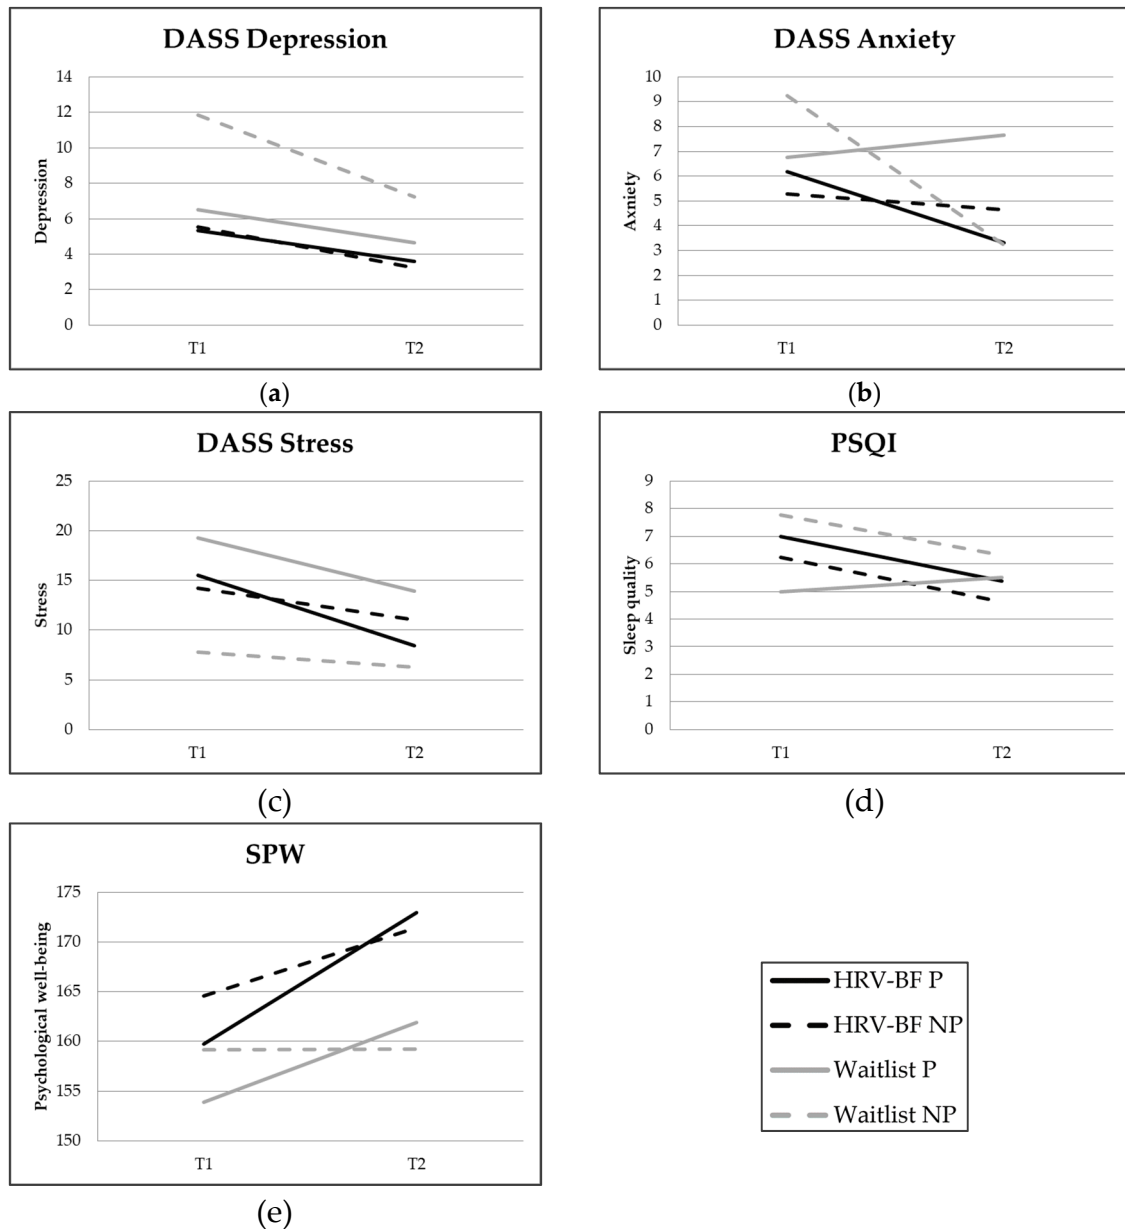 DASS Depression
Depression
14
12
10
8
6
4
2
0
T1 T2
(a)
DASS Anxiety
Axniety
10
9
8
7
6
5
4
3
2
1
0
T1 T2
(b)
DASS Stress
Stress
25
20
15
10
5
0
T1 T2
(c)
PSQI
Sleep quality
9
8
7
6
5
4
3
2
1
0
T1 T2
(d)
SPW
Psychological well-being
175
170
165
160
155
150
T1 T2
(e)
HRV-BF P
HRV-BF NP
Waitlist P
Waitlist NP